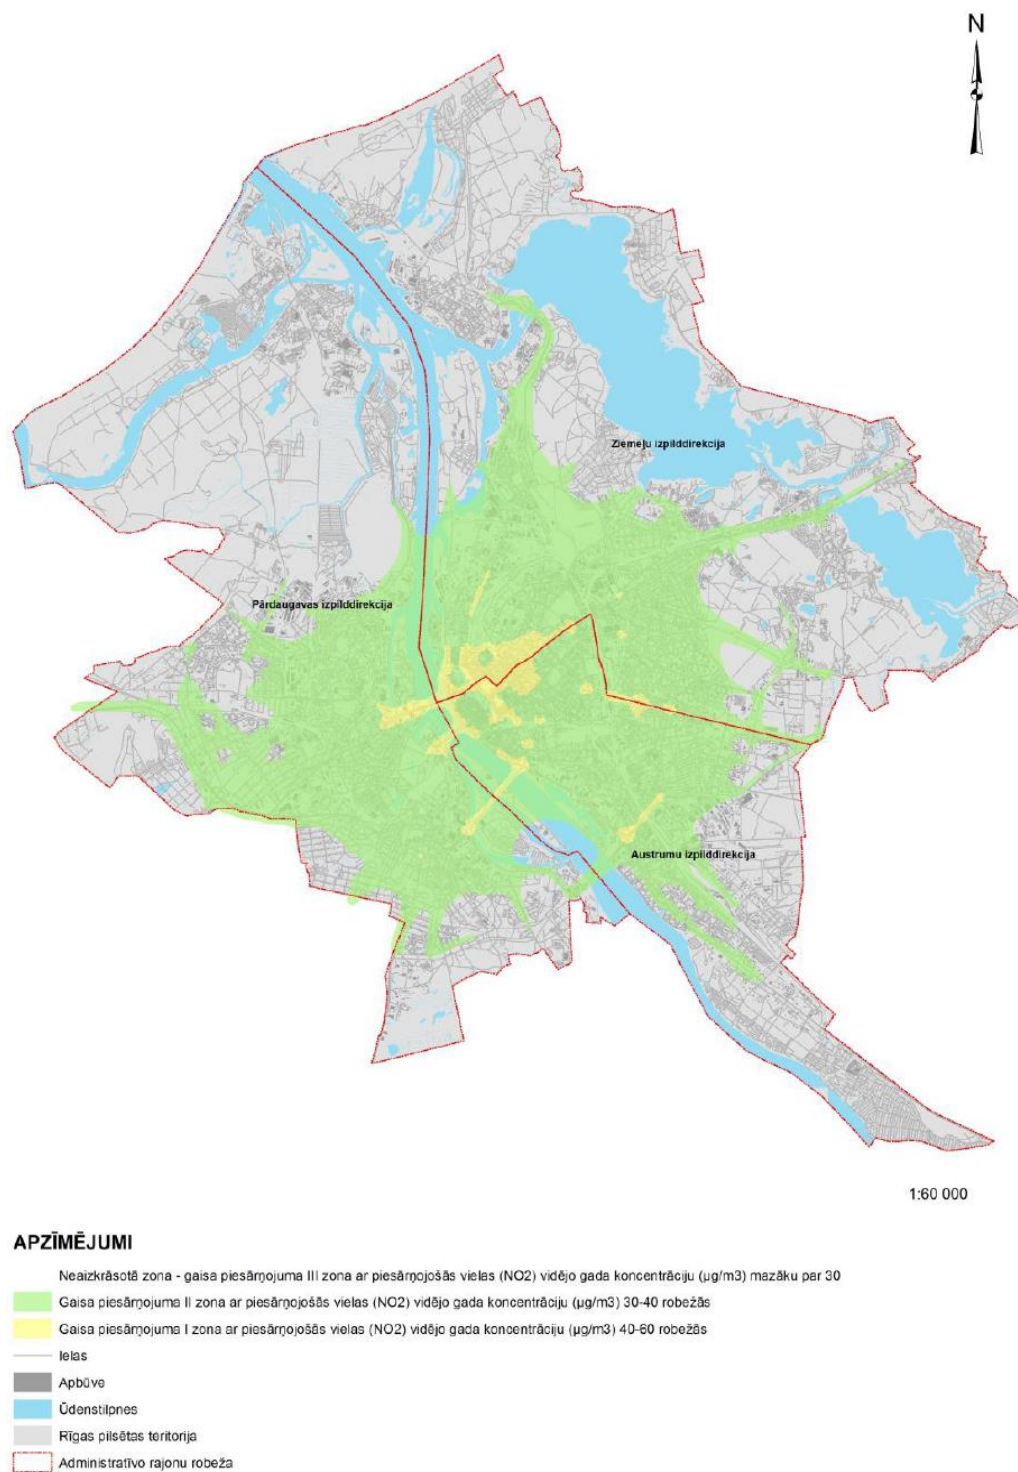 N
Ziemeļu izpilddirekcija
Pārdaugavas izpilddirekcija
Austrumu izpilddirekcija
1:60 000
APZĪMĒJUMI
Neaizkrāsotā zona - gaisa piesārņojuma III zona ar piesārņojošās vielas (NO2) vidējo gada koncentrāciju (µg/m3) mazāku par 30
Gaisa piesārņojuma II zona ar piesārņojošās vielas (NO2) vidējo gada koncentrāciju (µg/m3) 30-40 robežās
Gaisa piesārņojuma I zona ar piesārņojošās vielas (NO2) vidējo gada koncentrāciju (µg/m3) 40-60 robežās
Ielas
Apbūve
Ūdenstilpnes
Rīgas pilsētas teritorija
Administratīvo rajonu robeža